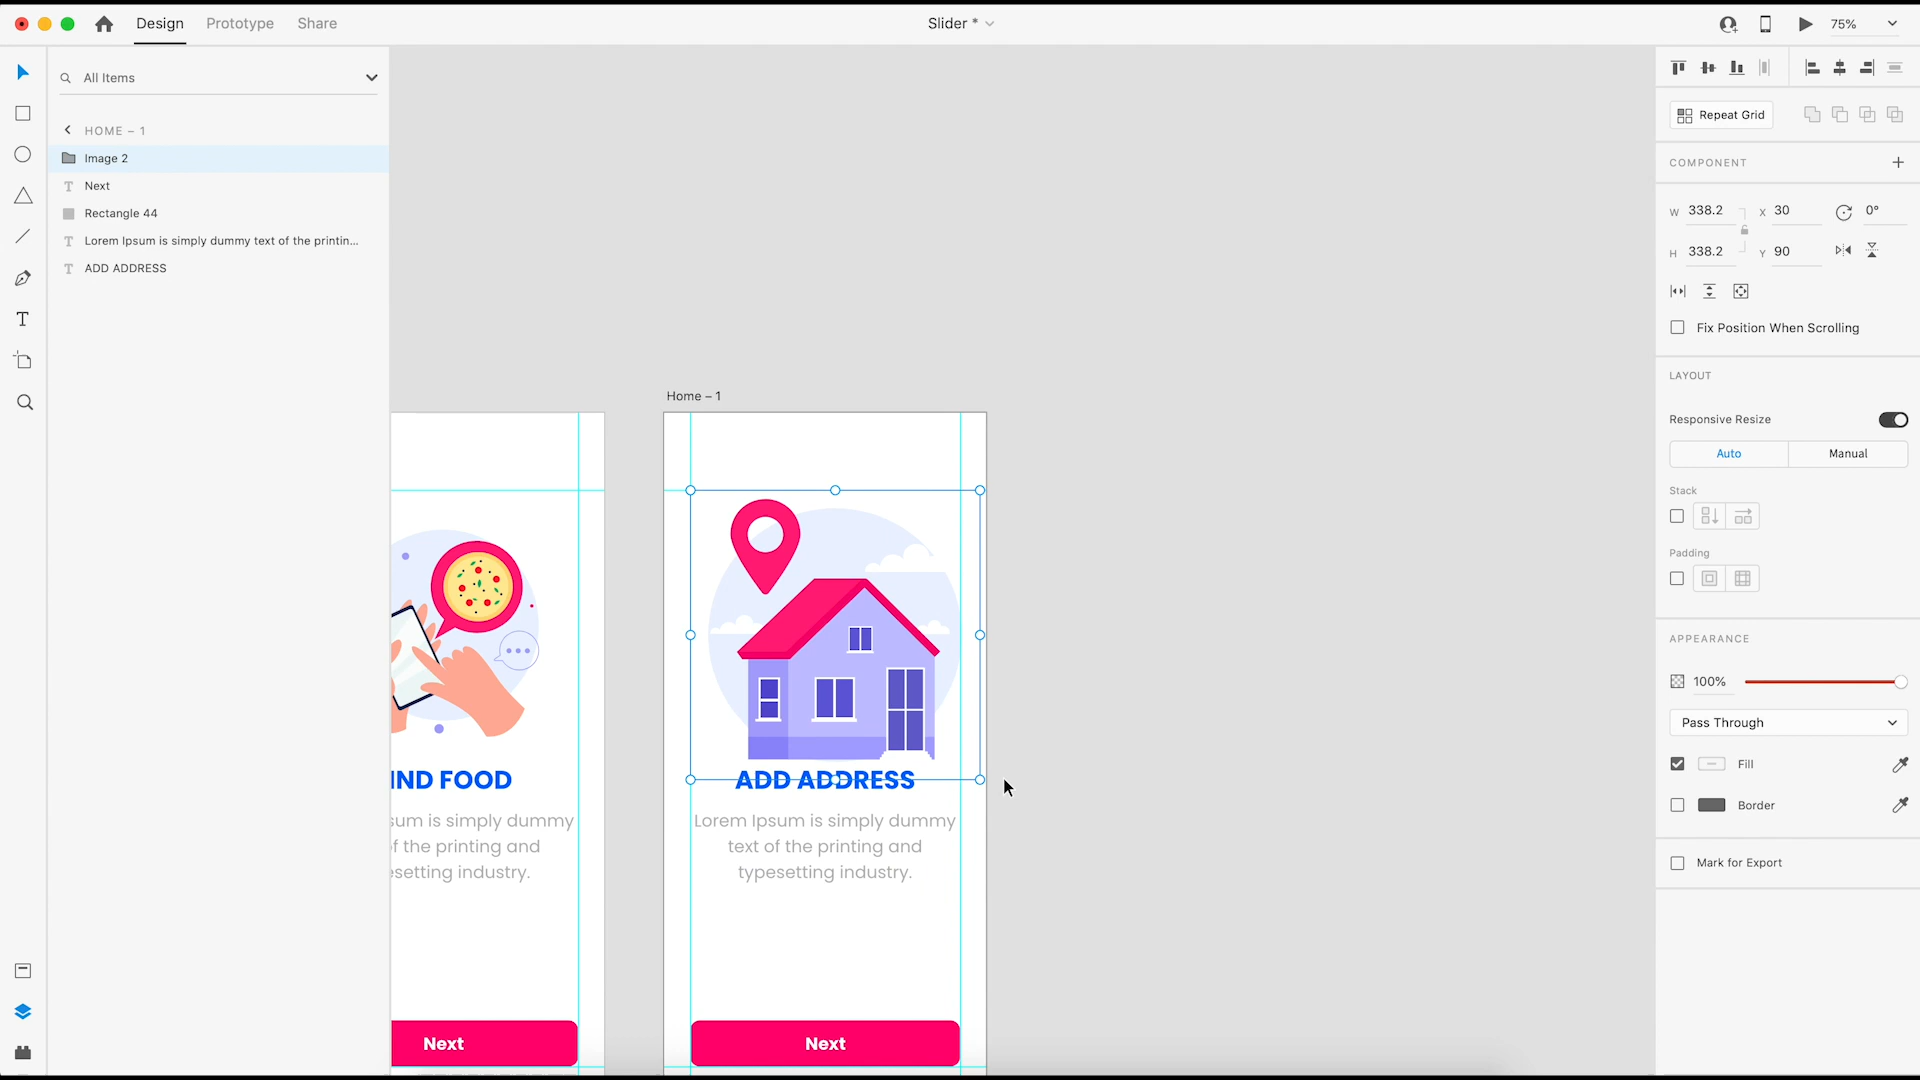 Design
Prototype
Share
Slider *
75%
All Items
HOME – 1
Image 2
Next
Rectangle 44
Lorem Ipsum is simply dummy text of the printin...
ADD ADDRESS
IND FOOD
sum is simply dummy
f the printing and
esetting industry.
Next
Home – 1
ADD ADDRESS
Lorem Ipsum is simply dummy
text of the printing and
typesetting industry.
Next
Repeat Grid
COMPONENT
W 338.2 X 30 0°
H 338.2 Y 90
Fix Position When Scrolling
LAYOUT
Responsive Resize
Auto Manual
Stack
Padding
APPEARANCE
100%
Pass Through
Fill
Border
Mark for Export